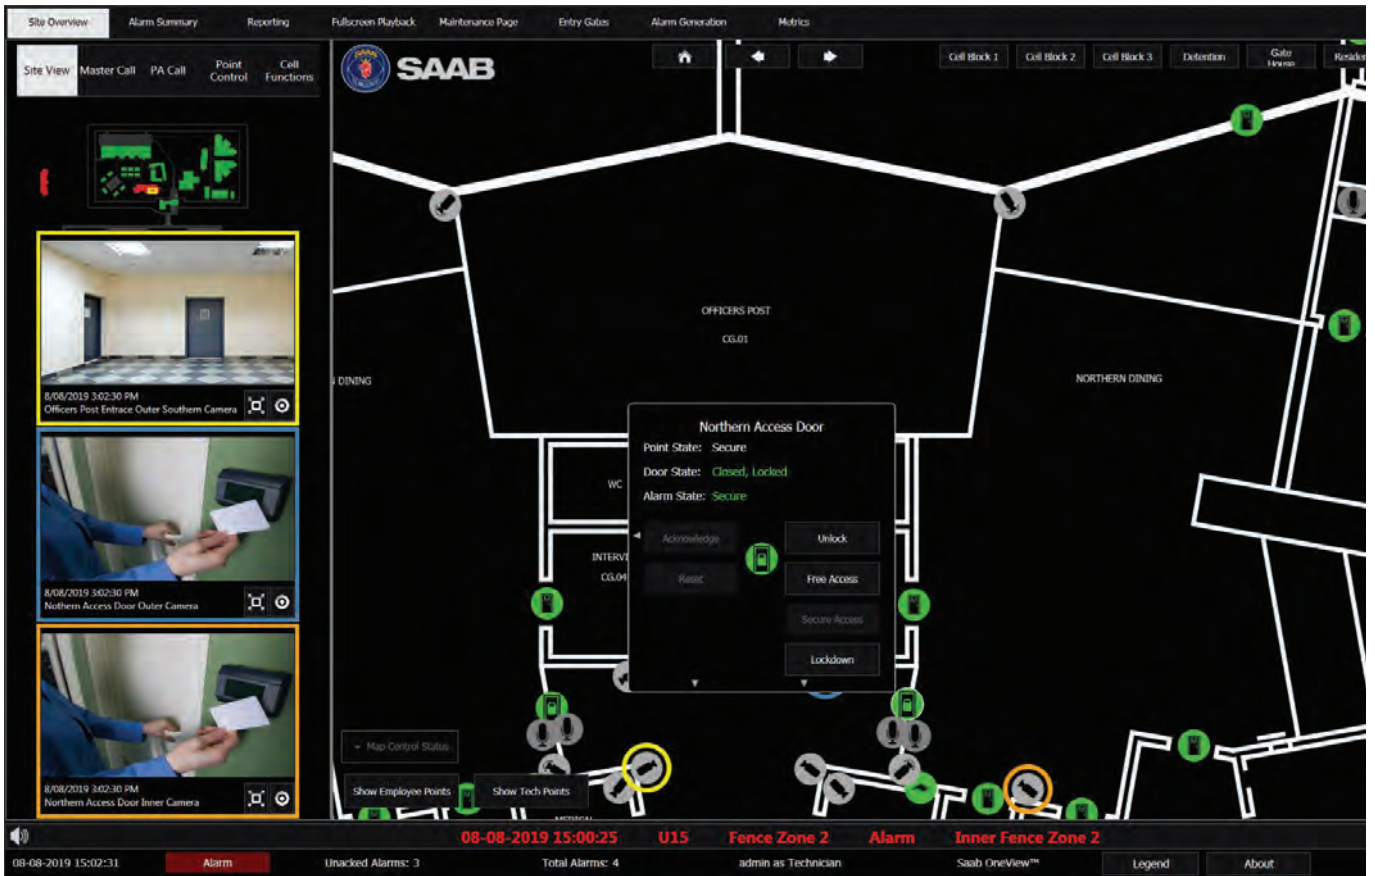 Site Overview
Alarm Summary
Reporting
Fullscreen Playback
Maintenance Page
Entry Gates
Alarm Generation
Metrics
Site View
Master Call
PA Call
Point
Control
Cell
Functions
SAAB
Cell Block 1
Cell Block 2
Cell Block 3
Detention
Gate
House
8/08/2019 3:02:30 PM
Officers Post Entrace Outer Southern Camera
8/08/2019 3:02:30 PM
Nothern Access Door Outer Camera
8/08/2019 3:02:30 PM
Northern Access Door Inner Camera
OFFICERS POST
CG.01
DINING
NORTHERN DINING
WC
INTERVI
CG.04
Northern Access Door
Point State: Secure
Door State: Closed, Locked
Alarm State: Secure
Acknowledge
Unlock
Reset
Free Access
Secure Access
Lockdown
Map Control Status
Show Employee Points
Show Tech Points
MEDICAL
08-08-2019 15:00:25 U15 Fence Zone 2 Alarm Inner Fence Zone 2
08-08-2019 15:02:31
Alarm
Unacked Alarms: 3
Total Alarms: 4
admin as Technician
Saab OneView™
Legend
About